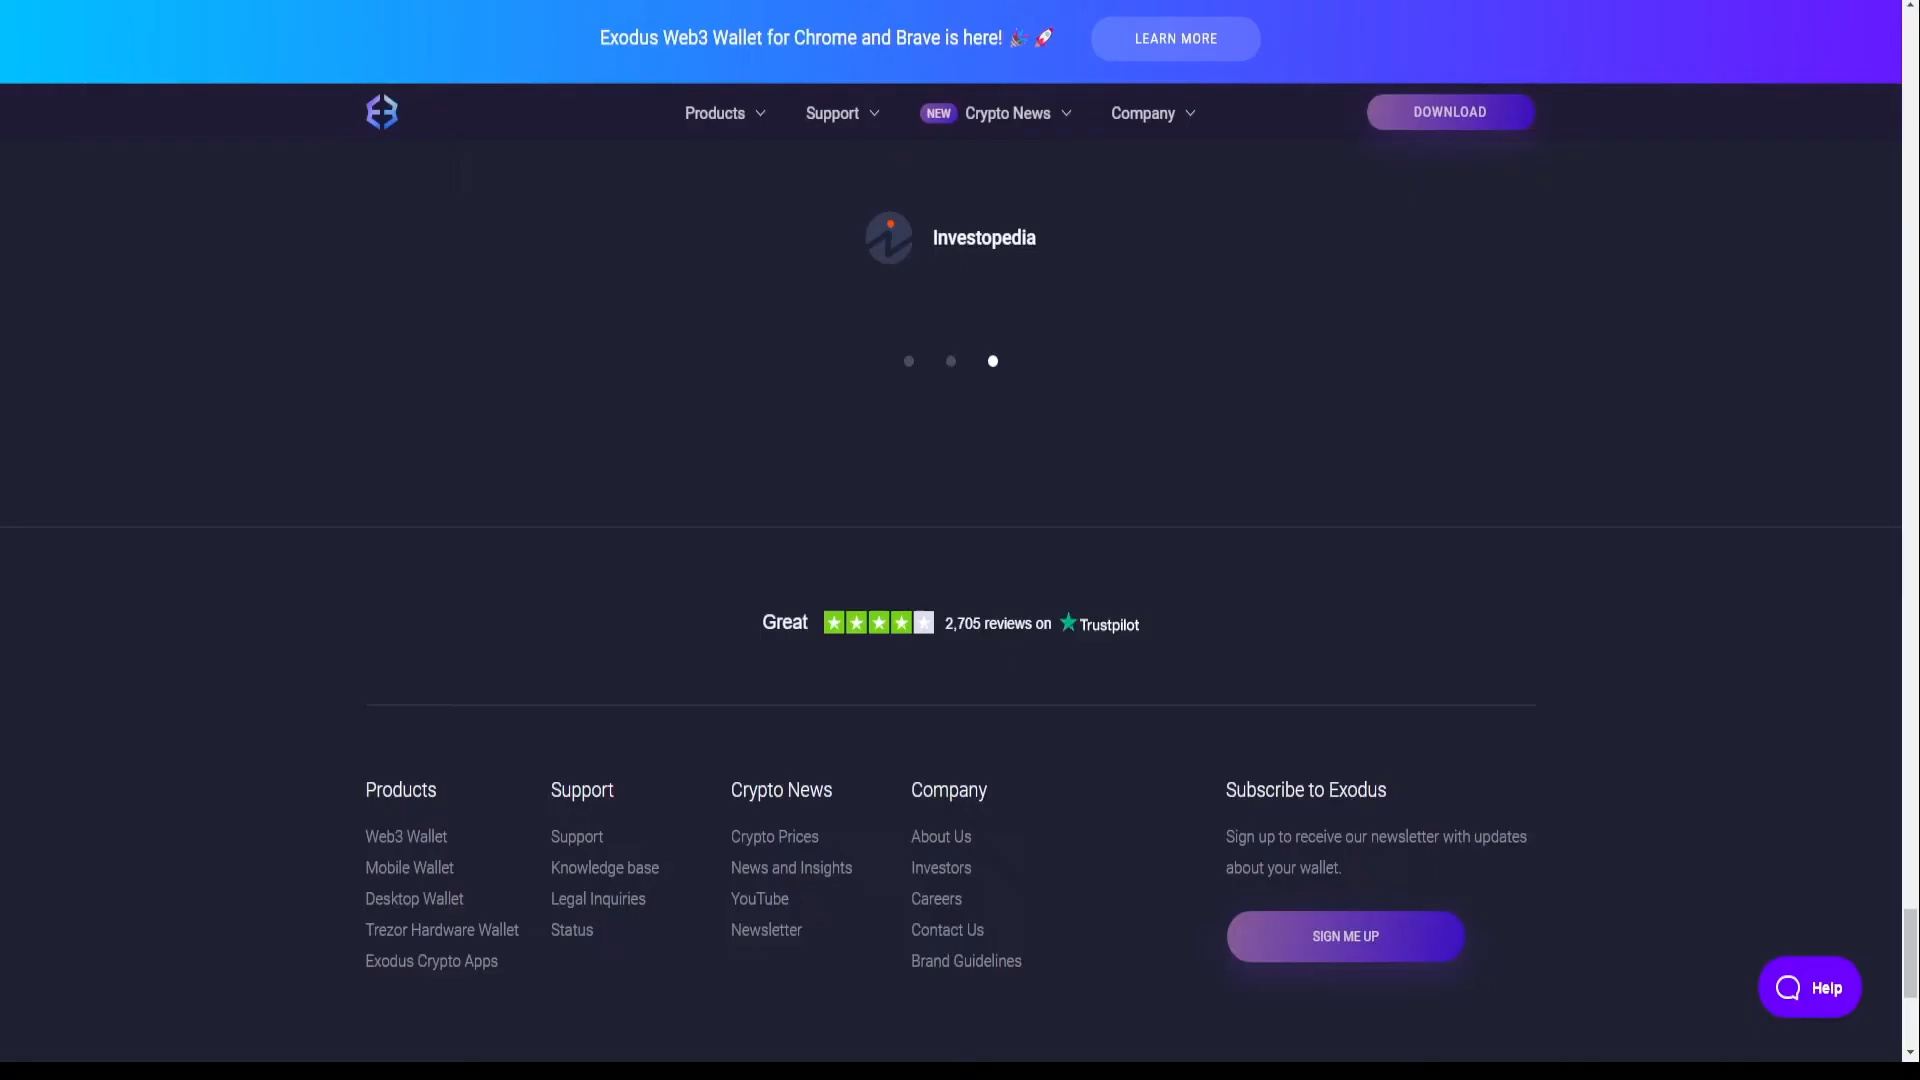 Exodus Web3 Wallet for Chrome and Brave is here! 🎉 🚀 LEARN MORE
Products Support NEW Crypto News Company DOWNLOAD
Investopedia
Great 2,705 reviews on Trustpilot
Products
Web3 Wallet
Mobile Wallet
Desktop Wallet
Trezor Hardware Wallet
Exodus Crypto Apps
Support
Support
Knowledge base
Legal Inquiries
Status
Crypto News
Crypto Prices
News and Insights
YouTube
Newsletter
Company
About Us
Investors
Careers
Contact Us
Brand Guidelines
Subscribe to Exodus
Sign up to receive our newsletter with updates
about your wallet.
SIGN ME UP
Help